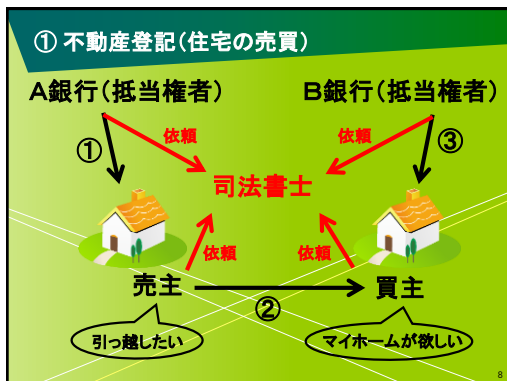 ① 不動産登記(住宅の売買)
A銀行(抵当権者)
B銀行(抵当権者)
依頼
依頼
①
③
司法書士
依頼
依頼
売主
買主
②
引っ越したい
マイホームが欲しい
8